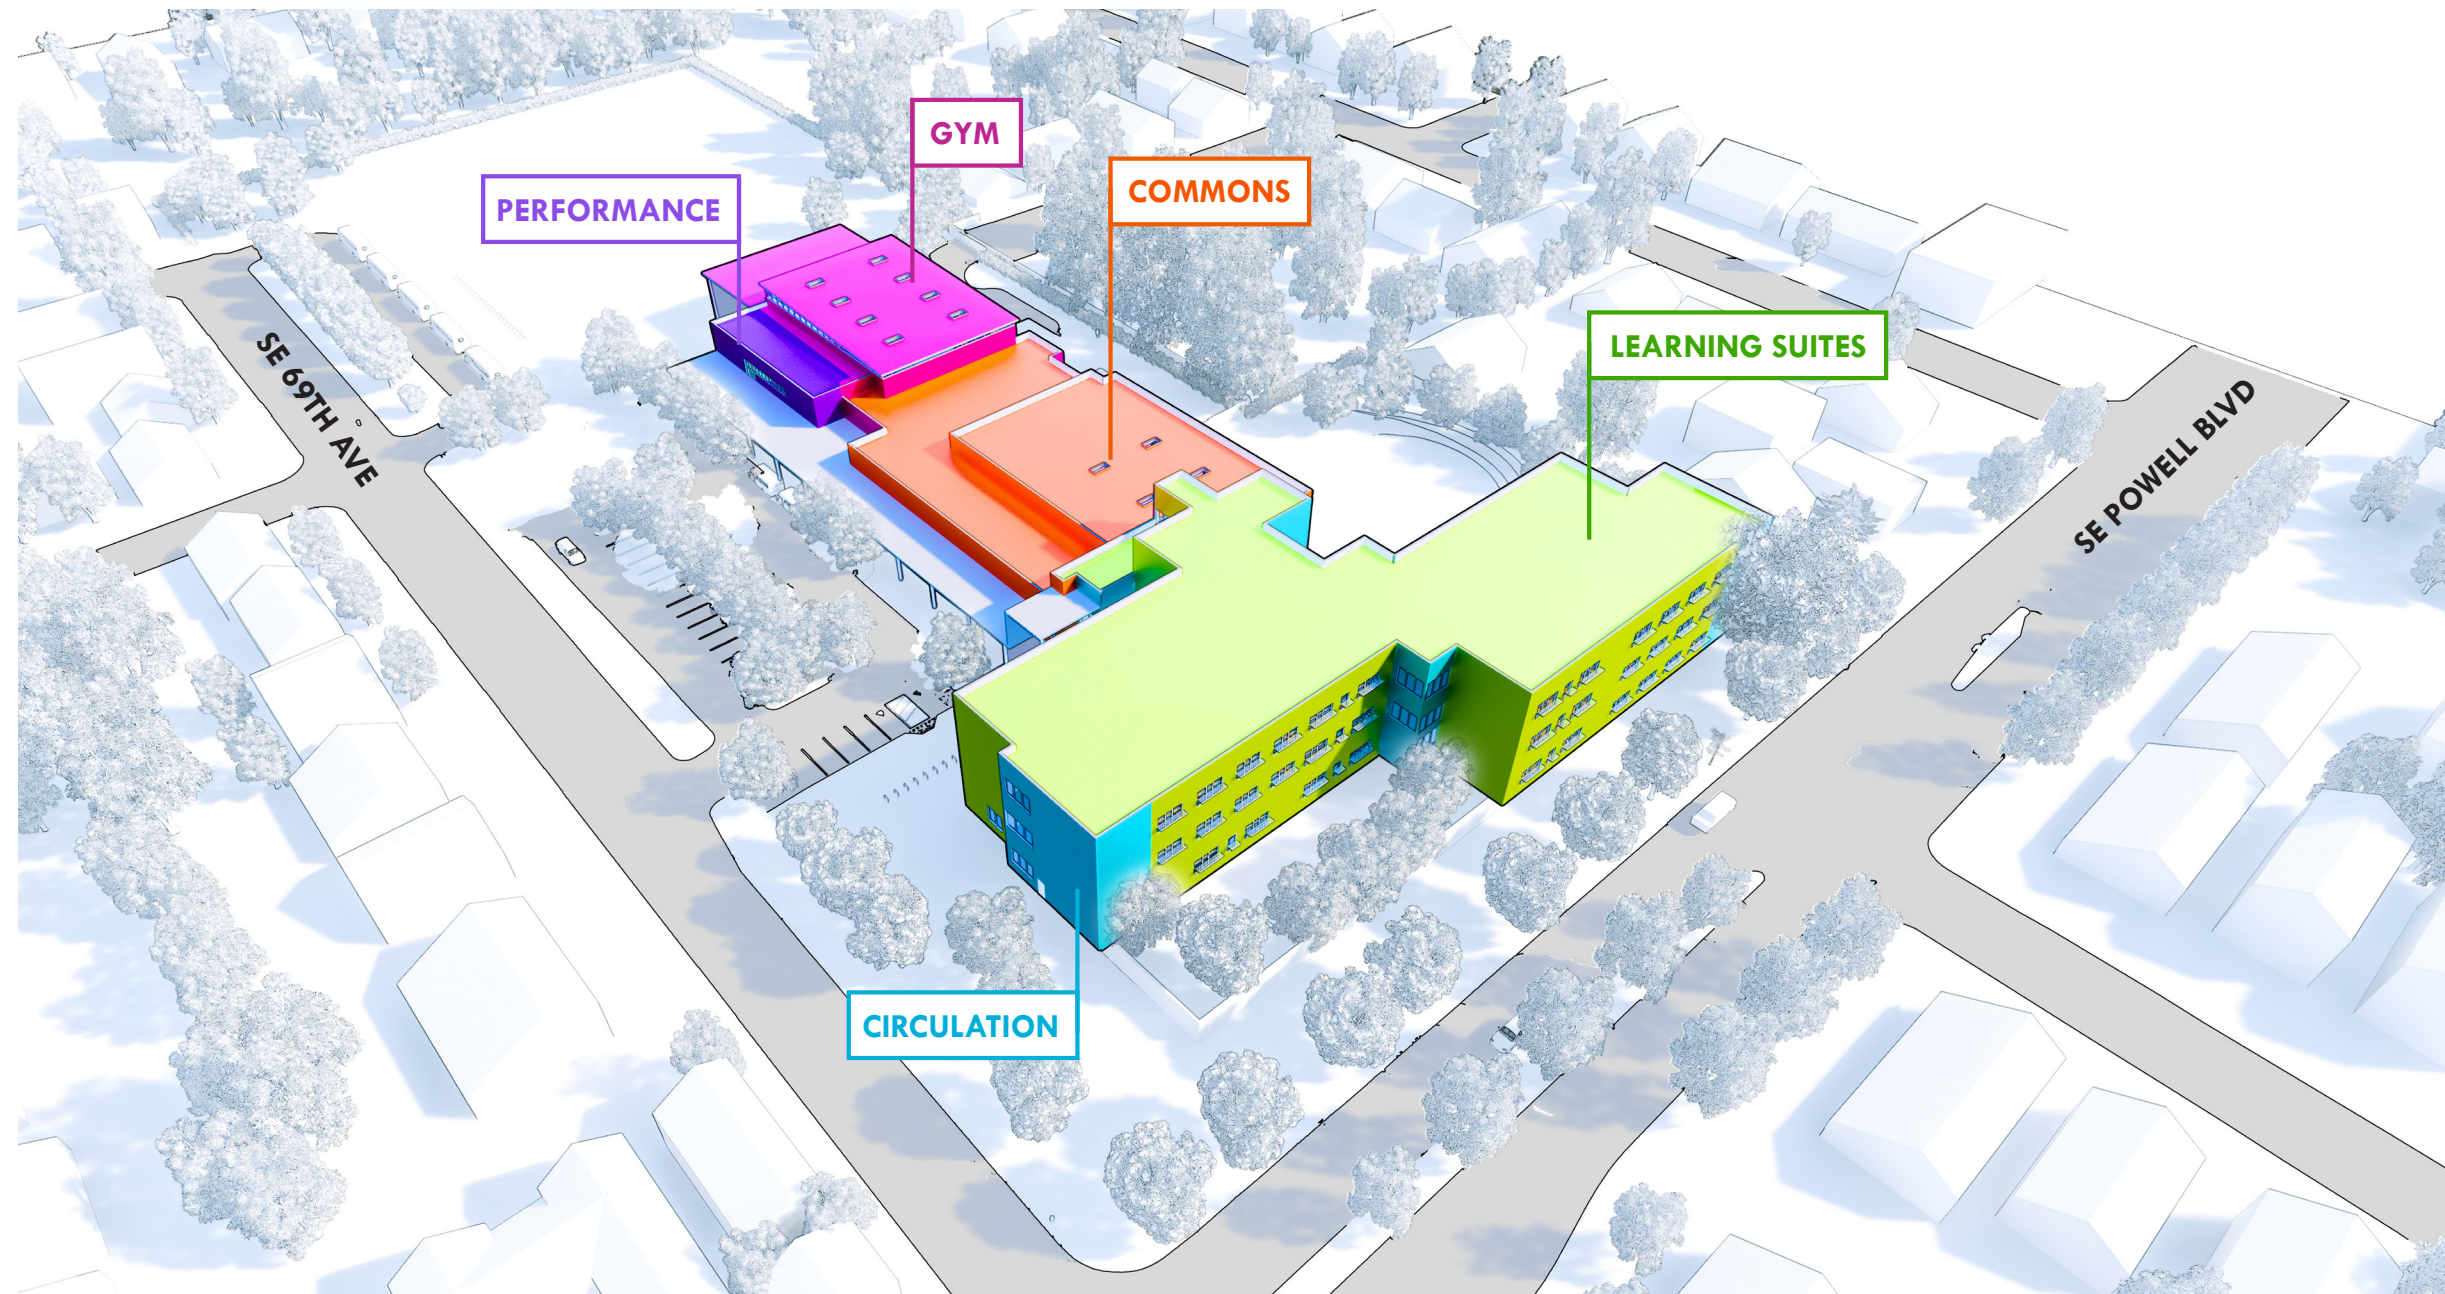 GYM
PERFORMANCE
COMMONS
LEARNING SUITES
SE 69TH AVE
SE POWELL BLVD
CIRCULATION